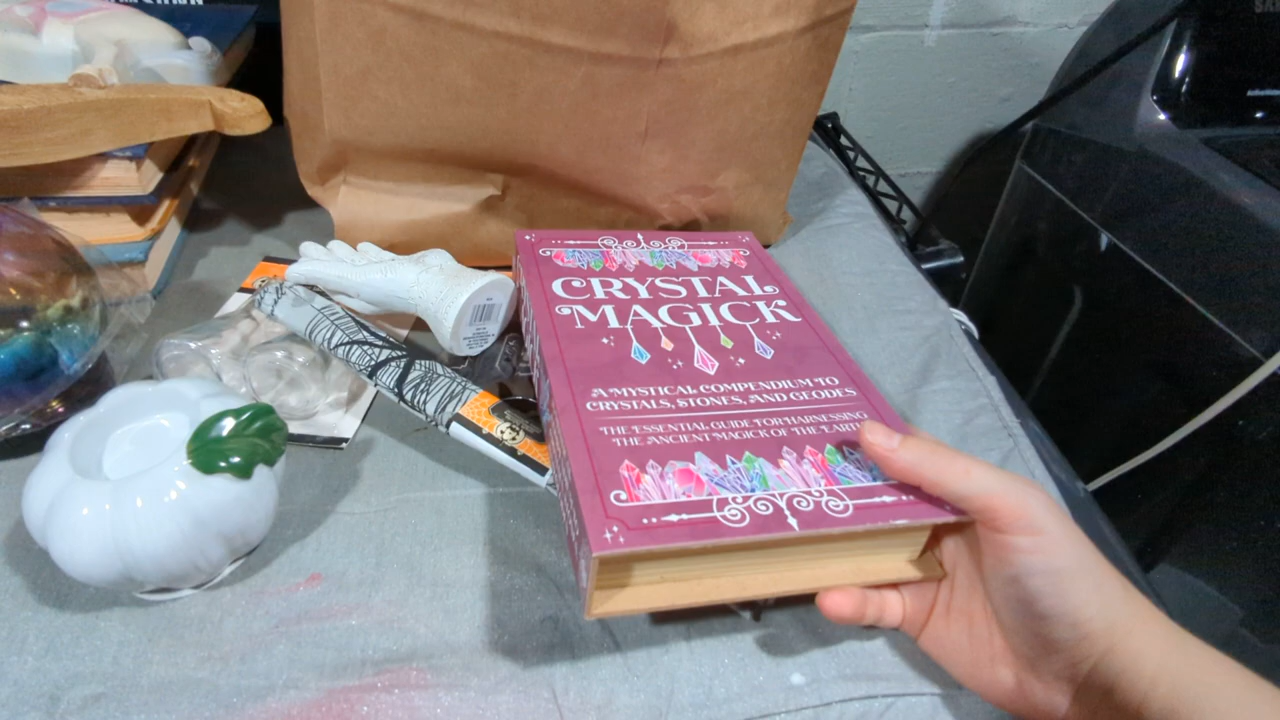 CRYSTAL
MAGICK
A MYSTICAL COMPENDIUM TO
CRYSTALS, STONES, AND GEODES
THE ESSENTIAL GUIDE FOR HARNESSING
THE ANCIENT MAGICK OF THE EARTH